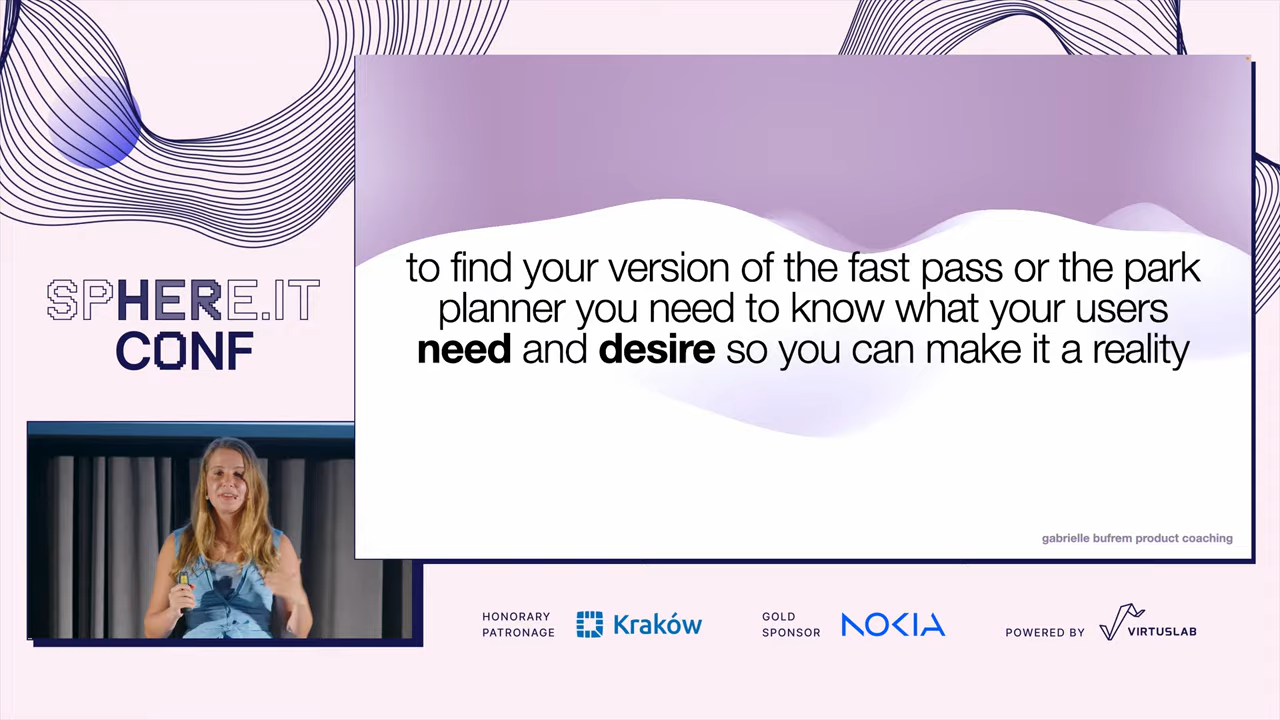 SPHERE.IT
CONF
to find your version of the fast pass or the park
planner you need to know what your users
need and desire so you can make it a reality
gabrielle bufrem product coaching
HONORARY
PATRONAGE
Kraków
GOLD
SPONSOR
NOKIA
POWERED BY
VIRTUSLAB